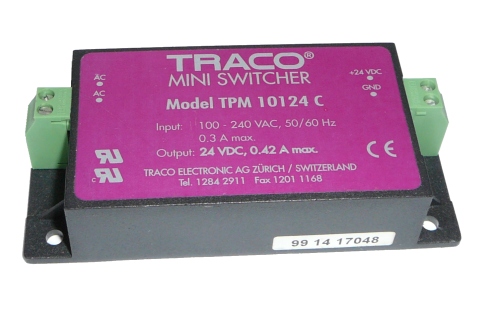 TRACO®
MINI SWITCHER
Model TPM 10124 C
AC
AC
+24 VDC
GND
Input: 100 - 240 VAC, 50/60 Hz
0.3 A max.
Output: 24 VDC, 0.42 A max.
TRACO ELECTRONIC AG ZÜRICH / SWITZERLAND
Tel. 1284 2911 Fax 1201 1168
c
CE
99 14 17048